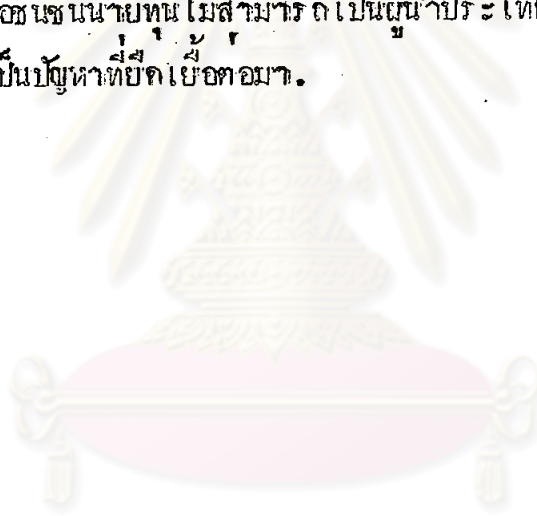 ชนชั้นนายทุนไม่สามารถเป็นผู้นำประ
เป็นปัญหาที่ยืดเยื้อต่อมา.